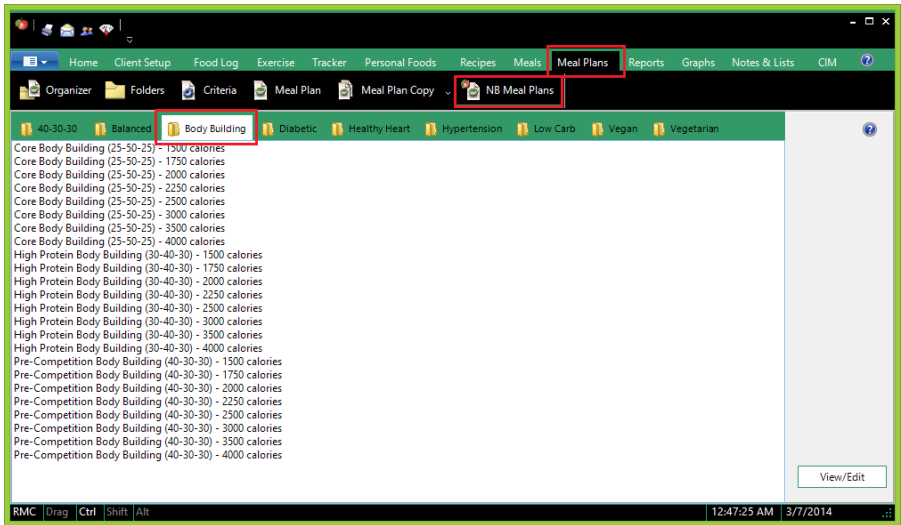 Home Client Setup Food Log Exercise Tracker Personal Foods Recipes Meals Meal Plans Reports Graphs Notes & Lists CIM
Organizer Folders Criteria Meal Plan Meal Plan Copy NB Meal Plans
40-30-30 Balanced Body Building Diabetic Healthy Heart Hypertension Low Carb Vegan Vegetarian
Core Body Building (25-50-25) - 1500 calories
Core Body Building (25-50-25) - 1750 calories
Core Body Building (25-50-25) - 2000 calories
Core Body Building (25-50-25) - 2250 calories
Core Body Building (25-50-25) - 2500 calories
Core Body Building (25-50-25) - 3000 calories
Core Body Building (25-50-25) - 3500 calories
Core Body Building (25-50-25) - 4000 calories
High Protein Body Building (30-40-30) - 1500 calories
High Protein Body Building (30-40-30) - 1750 calories
High Protein Body Building (30-40-30) - 2000 calories
High Protein Body Building (30-40-30) - 2250 calories
High Protein Body Building (30-40-30) - 2500 calories
High Protein Body Building (30-40-30) - 3000 calories
High Protein Body Building (30-40-30) - 3500 calories
High Protein Body Building (30-40-30) - 4000 calories
Pre-Competition Body Building (40-30-30) - 1500 calories
Pre-Competition Body Building (40-30-30) - 1750 calories
Pre-Competition Body Building (40-30-30) - 2000 calories
Pre-Competition Body Building (40-30-30) - 2250 calories
Pre-Competition Body Building (40-30-30) - 2500 calories
Pre-Competition Body Building (40-30-30) - 3000 calories
Pre-Competition Body Building (40-30-30) - 3500 calories
Pre-Competition Body Building (40-30-30) - 4000 calories
View/Edit
RMC Drag Ctrl Shift Alt 12:47:25 AM 3/7/2014